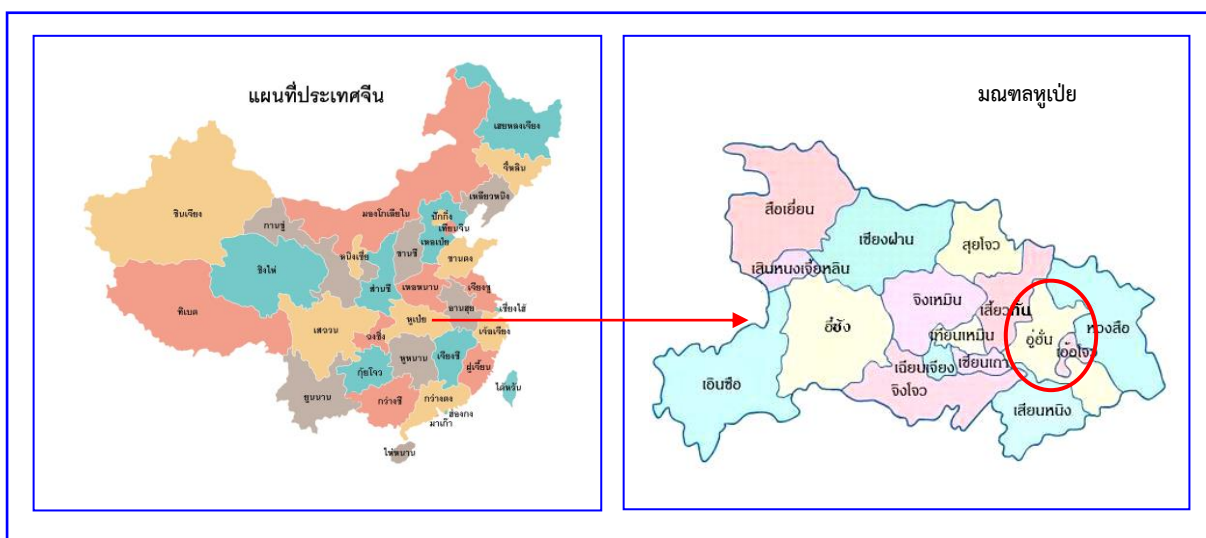 แผนที่ประเทศจีน
เฮยหลงเจียง
จี๋หลิน
เหลียวหนิง
ซินเจียง
มองโกเลียใน
กานซู่
ปักกิ่ง
เทียนจิน
เหอเป่ย
หนิงเซี่ย
ซานซี
ซานตง
ชิงไห่
ส่านซี
เหอหนาน
เจียงซู
ทิเบต
อานฮุย
เซี่ยงไฮ้
เสฉวน
หูเป่ย
ฉงชิ่ง
เจ้อเจียง
หูหนาน
เจียงซี
กุ้ยโจว
ฝูเจี้ยน
ยูนนาน
กว่างซี
กว่างตง
ไต้หวัน
ฮ่องกง
มาเก๊า
ไห่หนาน
มณฑลหูเป่ย
สือเยี่ยน
เซียงฝาน
สุยโจว
เสินหนงเจี้ยหลิน
จิงเหมิน
เสี้ยวกัน
อี๋ชัง
อู่ฮั่น
หวงสือ
เทียนเหมิน
เอ้อโจว
เฉียนเจียง
เซียนเถา
เอินซือ
จิงโจว
เสียนหนิง